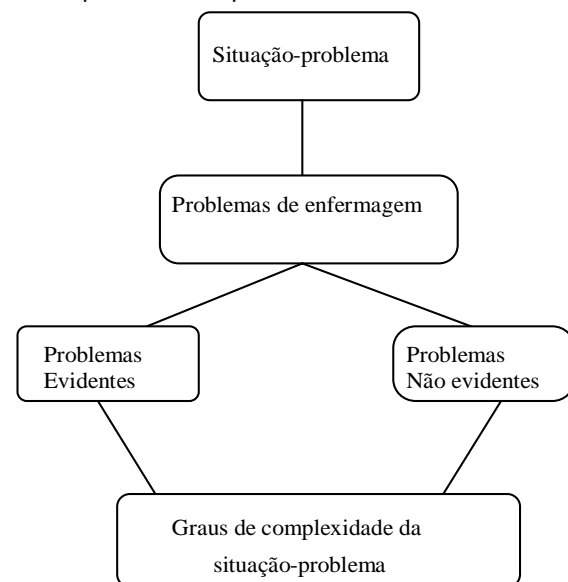 Situação-problema
Problemas de enfermagem
Problemas
Evidentes
Problemas
Não evidentes
Graus de complexidade da
situação-problema